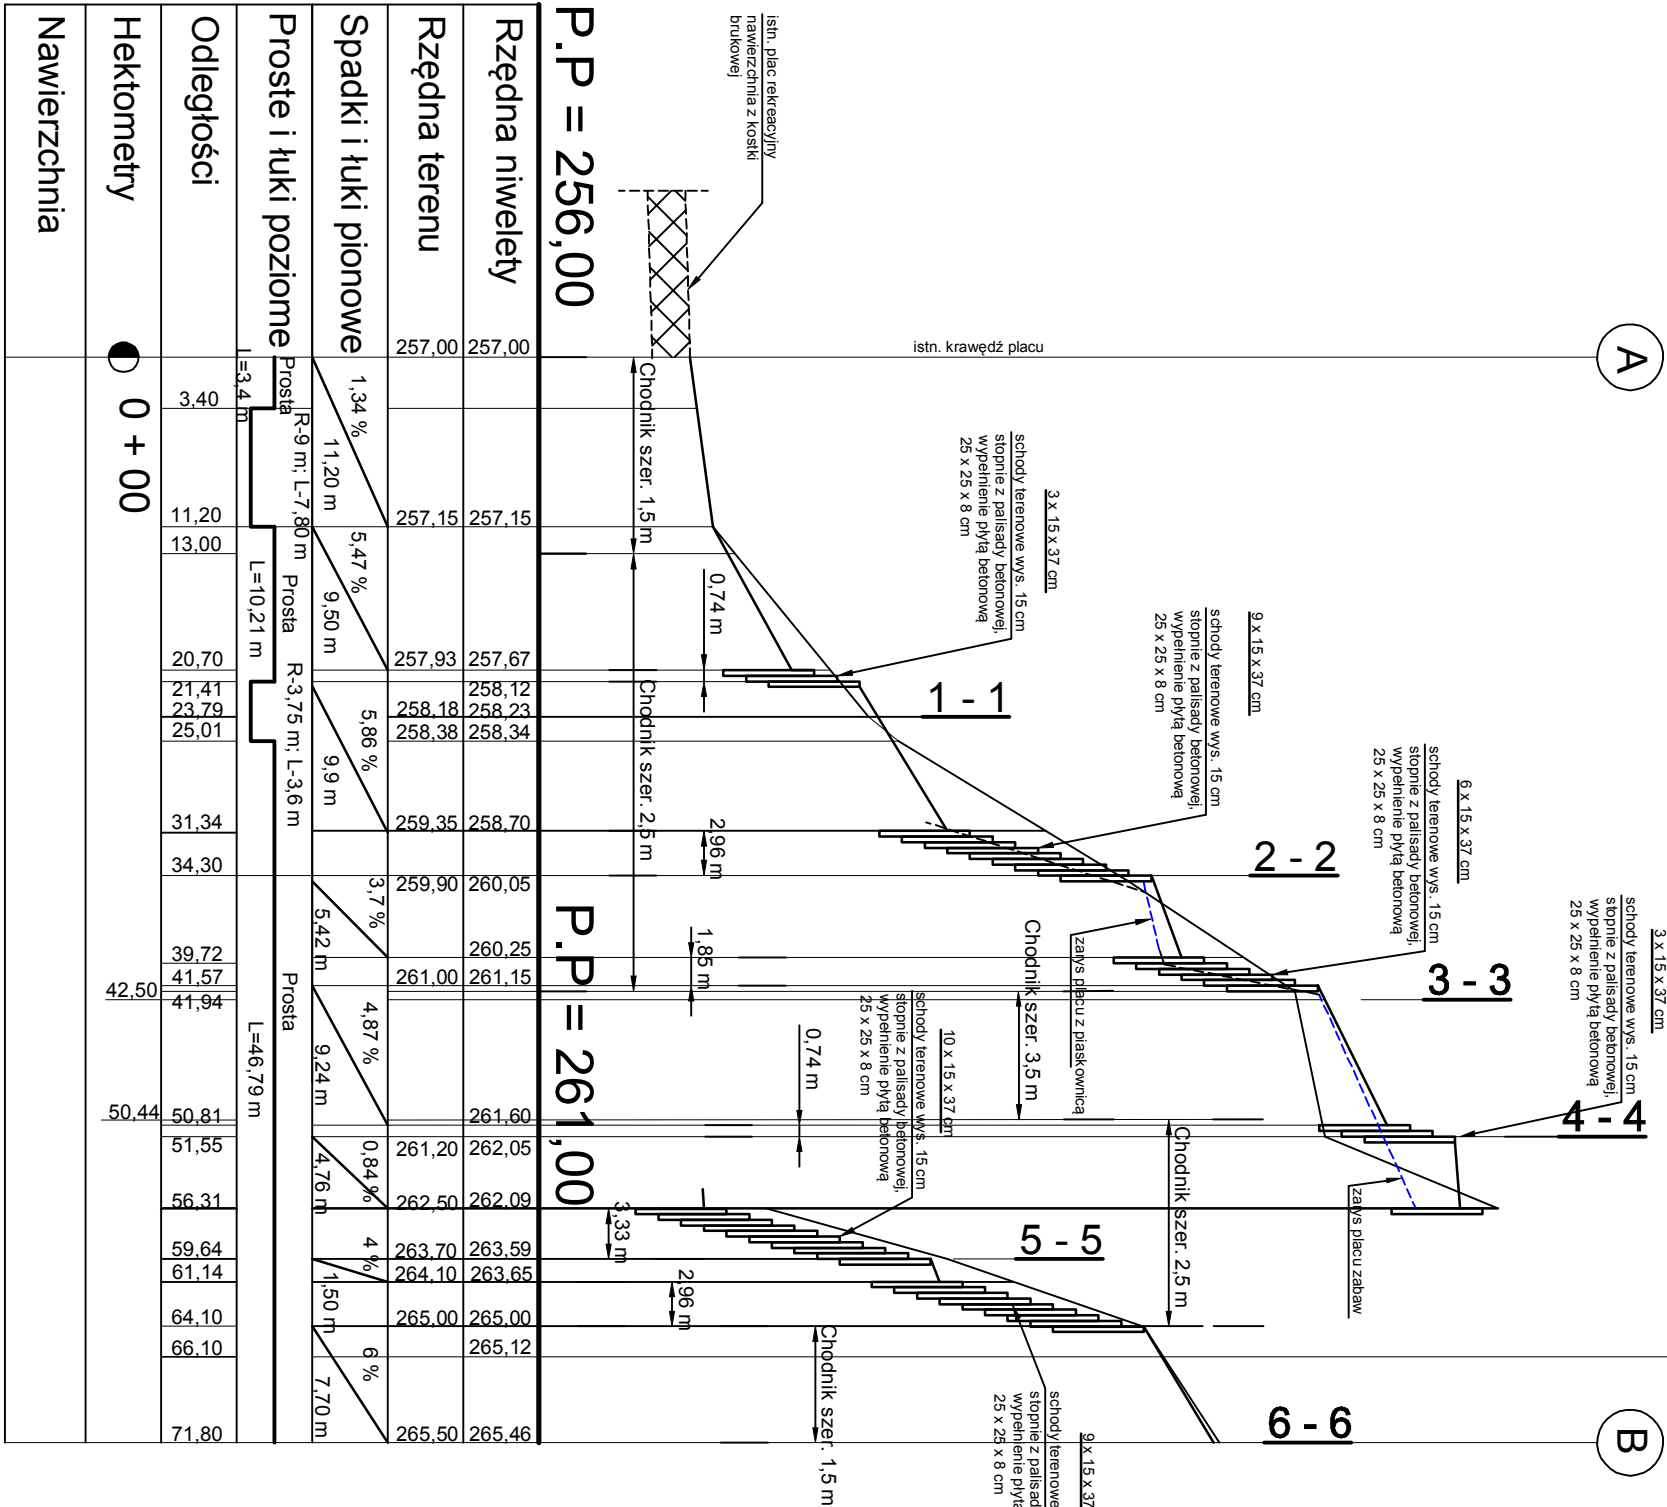 A
B
istn. plac rekreacyjny
nawierzchnia z kostki
brukowej
istn. krawędź placu
3 x 15 x 37 cm
schody terenowe wys. 15 cm
stopnie z palisady betonowej,
wypełnienie płytą betonową
25 x 25 x 8 cm
9 x 15 x 37 cm
schody terenowe wys. 15 cm
stopnie z palisady betonowej,
wypełnienie płytą betonową
25 x 25 x 8 cm
6 x 15 x 37 cm
schody terenowe wys. 15 cm
stopnie z palisady betonowej,
wypełnienie płytą betonową
25 x 25 x 8 cm
3 x 15 x 37 cm
schody terenowe wys. 15 cm
stopnie z palisady betonowej,
wypełnienie płytą betonową
25 x 25 x 8 cm
10 x 15 x 37 cm
schody terenowe wys. 15 cm
stopnie z palisady betonowej,
wypełnienie płytą betonową
25 x 25 x 8 cm
9 x 15 x 37
schody terenowe
stopnie z palisad
wypełnienie płytą
25 x 25 x 8 cm
1 - 1
2 - 2
3 - 3
4 - 4
5 - 5
6 - 6
zarys placu z piaskownicą
zarys placu zabaw
Chodnik szer. 1,5 m
Chodnik szer. 2,5 m
Chodnik szer. 3,5 m
Chodnik szer. 2,5 m
Chodnik szer. 1,5 m
0,74 m
2,96 m
1,85 m
0,74 m
3,33 m
2,96 m
P.P = 256,00
P.P = 261,00
Rzędna niwelety
257,00
257,15
257,67
258,12
258,23
258,34
258,70
260,05
260,25
261,15
261,60
262,05
262,09
263,59
263,65
265,00
265,12
265,46
Rzędna terenu
257,00
257,15
257,93
258,18
258,38
259,35
259,90
261,00
261,20
262,50
263,70
264,10
265,00
265,50
Spadki i łuki pionowe
1,34 %
11,20 m
5,47 %
9,50 m
5,86 %
9,9 m
3,7 %
5,42 m
4,87 %
9,24 m
0,84 %
4,76 m
4 %
1,50 m
6 %
7,70 m
Proste i łuki poziome
Prosta
L=3,4 m
R-9 m; L-7,80 m
Prosta
L=10,21 m
R-3,75 m; L-3,6 m
Prosta
L=46,79 m
Odległości
3,40
11,20
13,00
20,70
21,41
23,79
25,01
31,34
34,30
39,72
41,57
41,94
50,81
51,55
56,31
59,64
61,14
64,10
66,10
71,80
Hektometry
0 + 00
42,50
50,44
Nawierzchnia